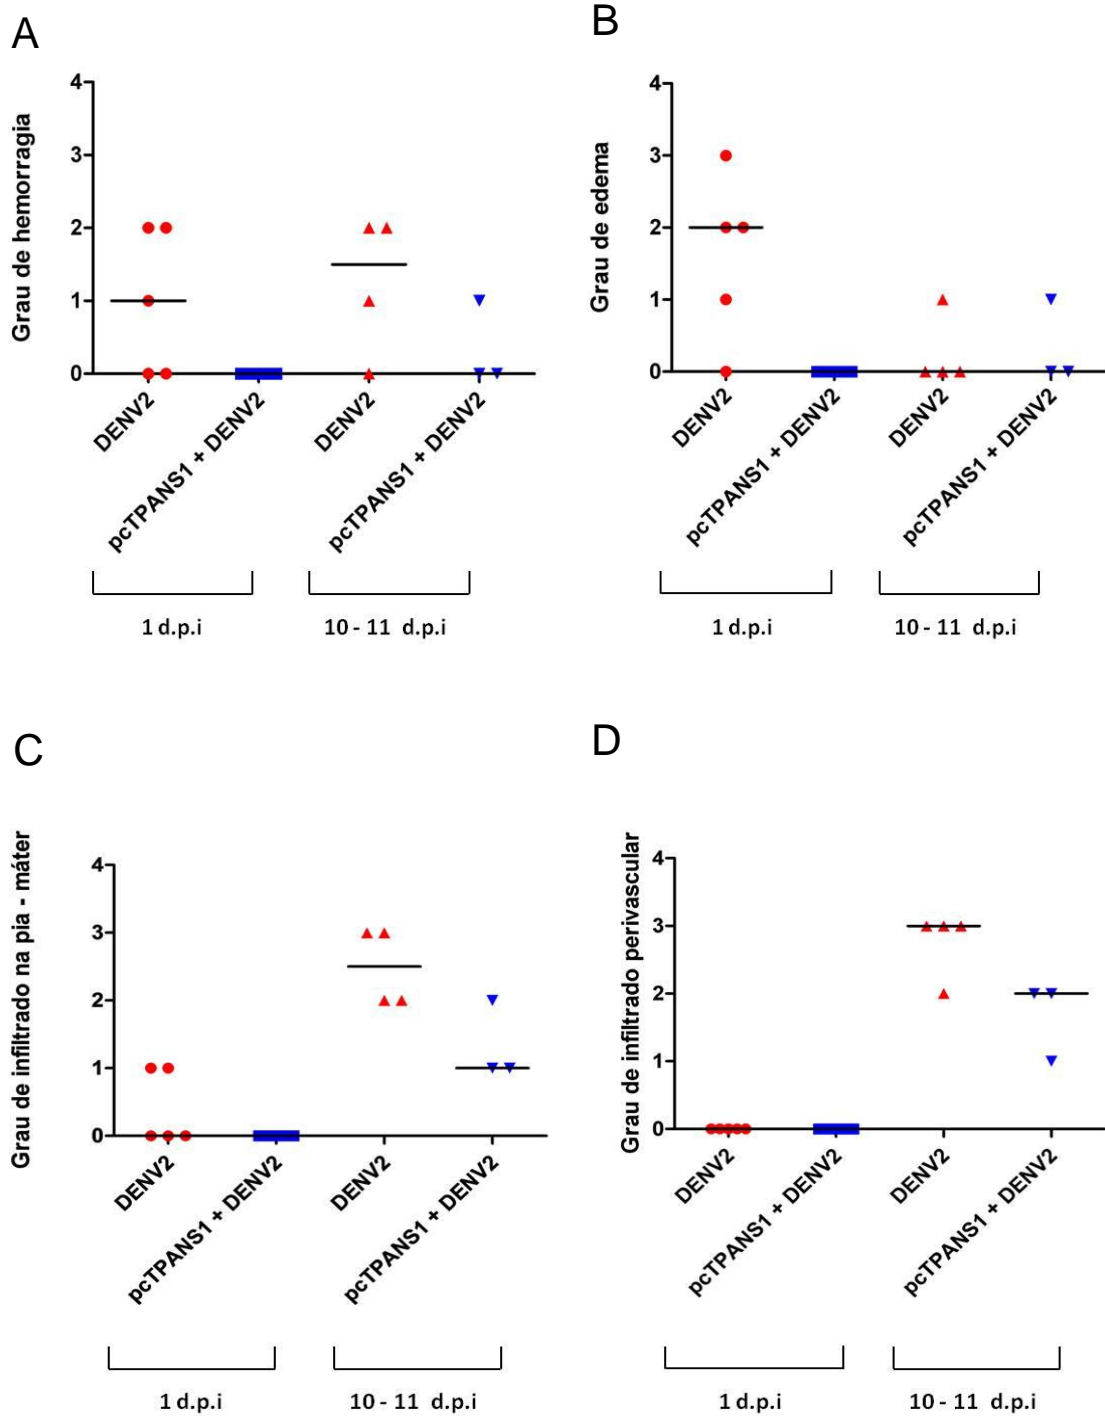 A
Grau de hemorragia
4
3
2
1
0
DENV2
pcTPANS1 + DENV2
DENV2
pcTPANS1 + DENV2
1 d.p.i
10 - 11 d.p.i
B
Grau de edema
4
3
2
1
0
DENV2
pcTPANS1 + DENV2
DENV2
pcTPANS1 + DENV2
1 d.p.i
10 - 11 d.p.i
C
Grau de infiltrado na pia - máter
4
3
2
1
0
DENV2
pcTPANS1 + DENV2
DENV2
pcTPANS1 + DENV2
1 d.p.i
10 - 11 d.p.i
D
Grau de infiltrado perivascular
4
3
2
1
0
DENV2
pcTPANS1 + DENV2
DENV2
pcTPANS1 + DENV2
1 d.p.i
10 - 11 d.p.i